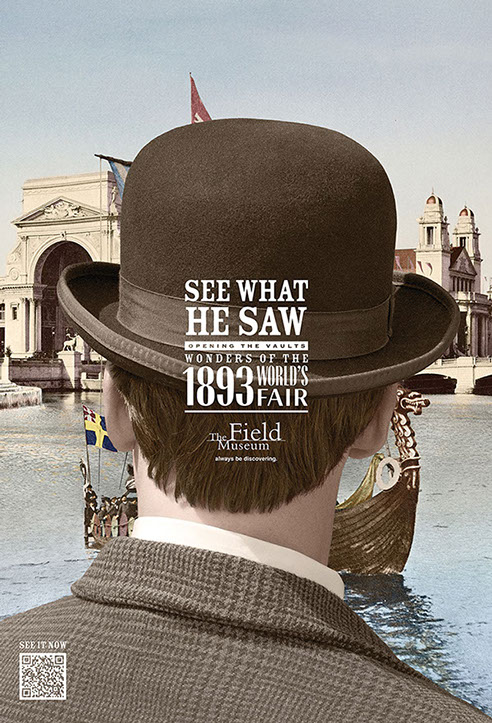 SEE WHAT
HE SAW
OPENING THE VAULTS
WONDERS OF THE
1893 WORLD'S FAIR
The Field Museum
always be discovering.
SEE IT NOW